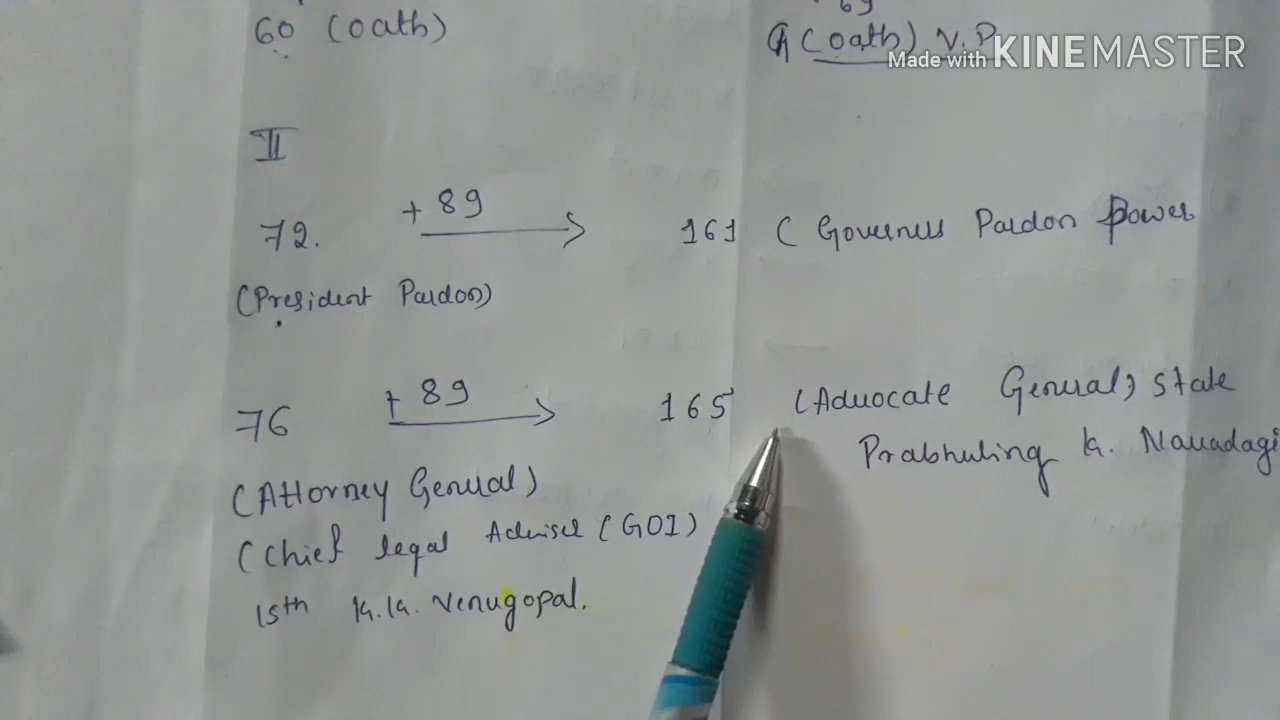 69
60 (oath)
(oath) V.P
Made with KINEMASTER
II
72. + 89 161 ( Governers Pardon Power
(President Pardon)
76 + 89 165 (Advocate General) state
Prabhuling K. Navadagi
(Attorney General)
(Chief legal Adviser (GOI)
15th K.K. Venugopal.